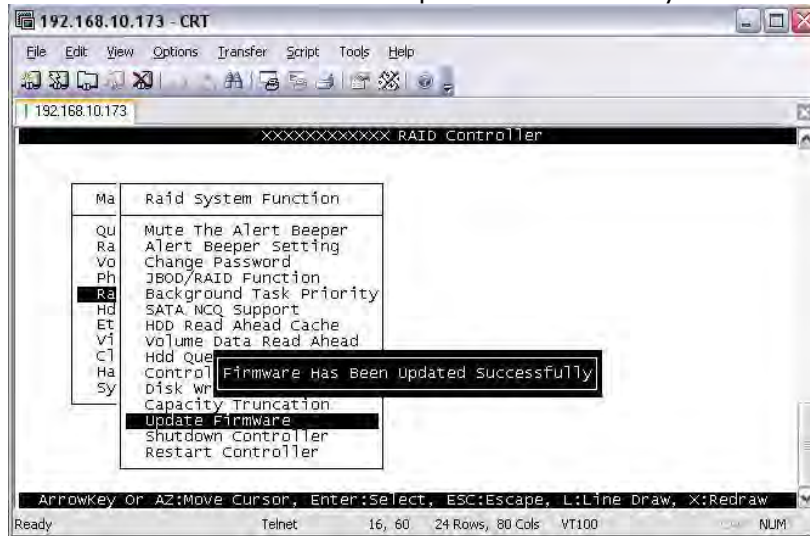 192.168.10.173 - CRT
File Edit View Options Transfer Script Tools Help
192.168.10.173
XXXXXXXXXXXX RAID Controller
Ma
Raid System Function
Qu
Mute The Alert Beeper
Ra
Alert Beeper Setting
Vo
Change Password
Ph
JBOD/RAID Function
Ra
Background Task Priority
Hd
SATA NCQ Support
Et
HDD Read Ahead Cache
Vi
Volume Data Read Ahead
Cl
Hdd Que
Ha
Control
Firmware Has Been Updated Successfully
Sy
Disk Wr
Capacity Truncation
Update Firmware
Shutdown Controller
Restart Controller
ArrowKey Or AZ:Move Cursor, Enter:Select, ESC:Escape, L:Line Draw, X:Redraw
Ready Telnet 16, 60 24 Rows, 80 Cols VT100 NUM